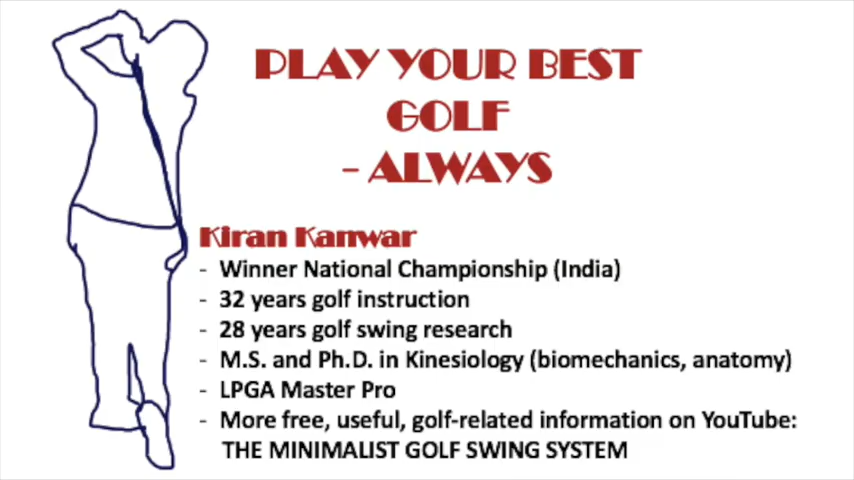 PLAY YOUR BEST
GOLF
- ALWAYS
Kiran Kanwar
- Winner National Championship (India)
- 32 years golf instruction
- 28 years golf swing research
- M.S. and Ph.D. in Kinesiology (biomechanics, anatomy)
- LPGA Master Pro
- More free, useful, golf-related information on YouTube:
THE MINIMALIST GOLF SWING SYSTEM